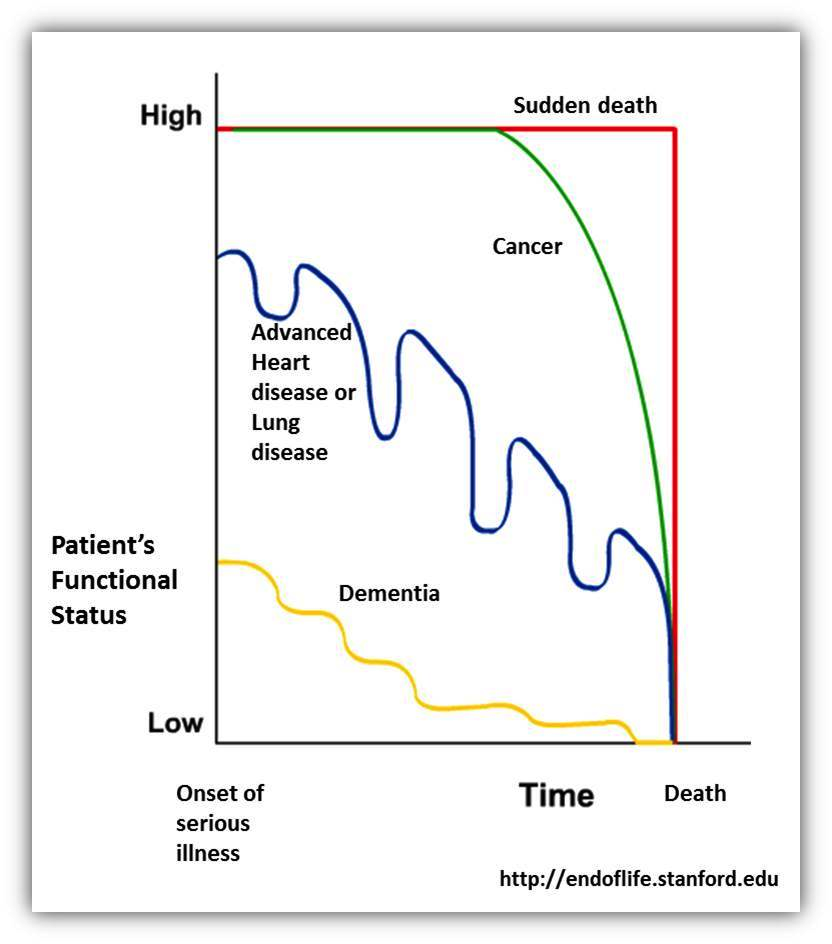 High
Sudden death
Cancer
Advanced
Heart
disease or
Lung
disease
Patient’s
Functional
Status
Dementia
Low
Onset of
serious
illness
Time
Death
http://endoflife.stanford.edu